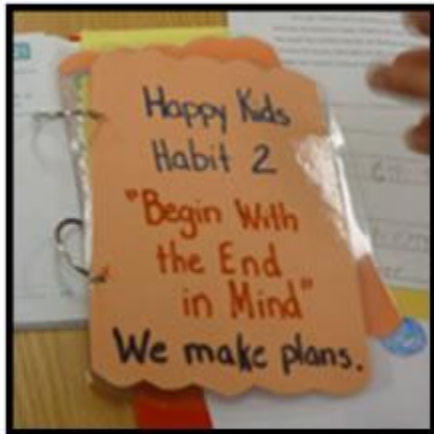 Happy Kids
Habit 2
"Begin With
the End
in Mind"
We make plans.